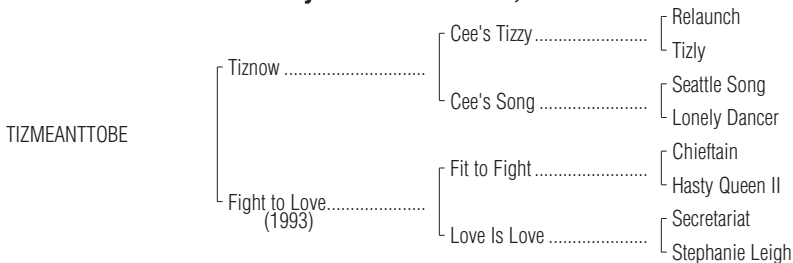 Relaunch
Cee's Tizzy..............................
Tizly
Tiznow ..............................
Seattle Song
Cee's Song ..............................
Lonely Dancer
TIZMEANTTOBE
Chieftain
Fit to Fight..............................
Hasty Queen II
Fight to Love......................
(1993)
Secretariat
Love Is Love ..............................
Stephanie Leigh